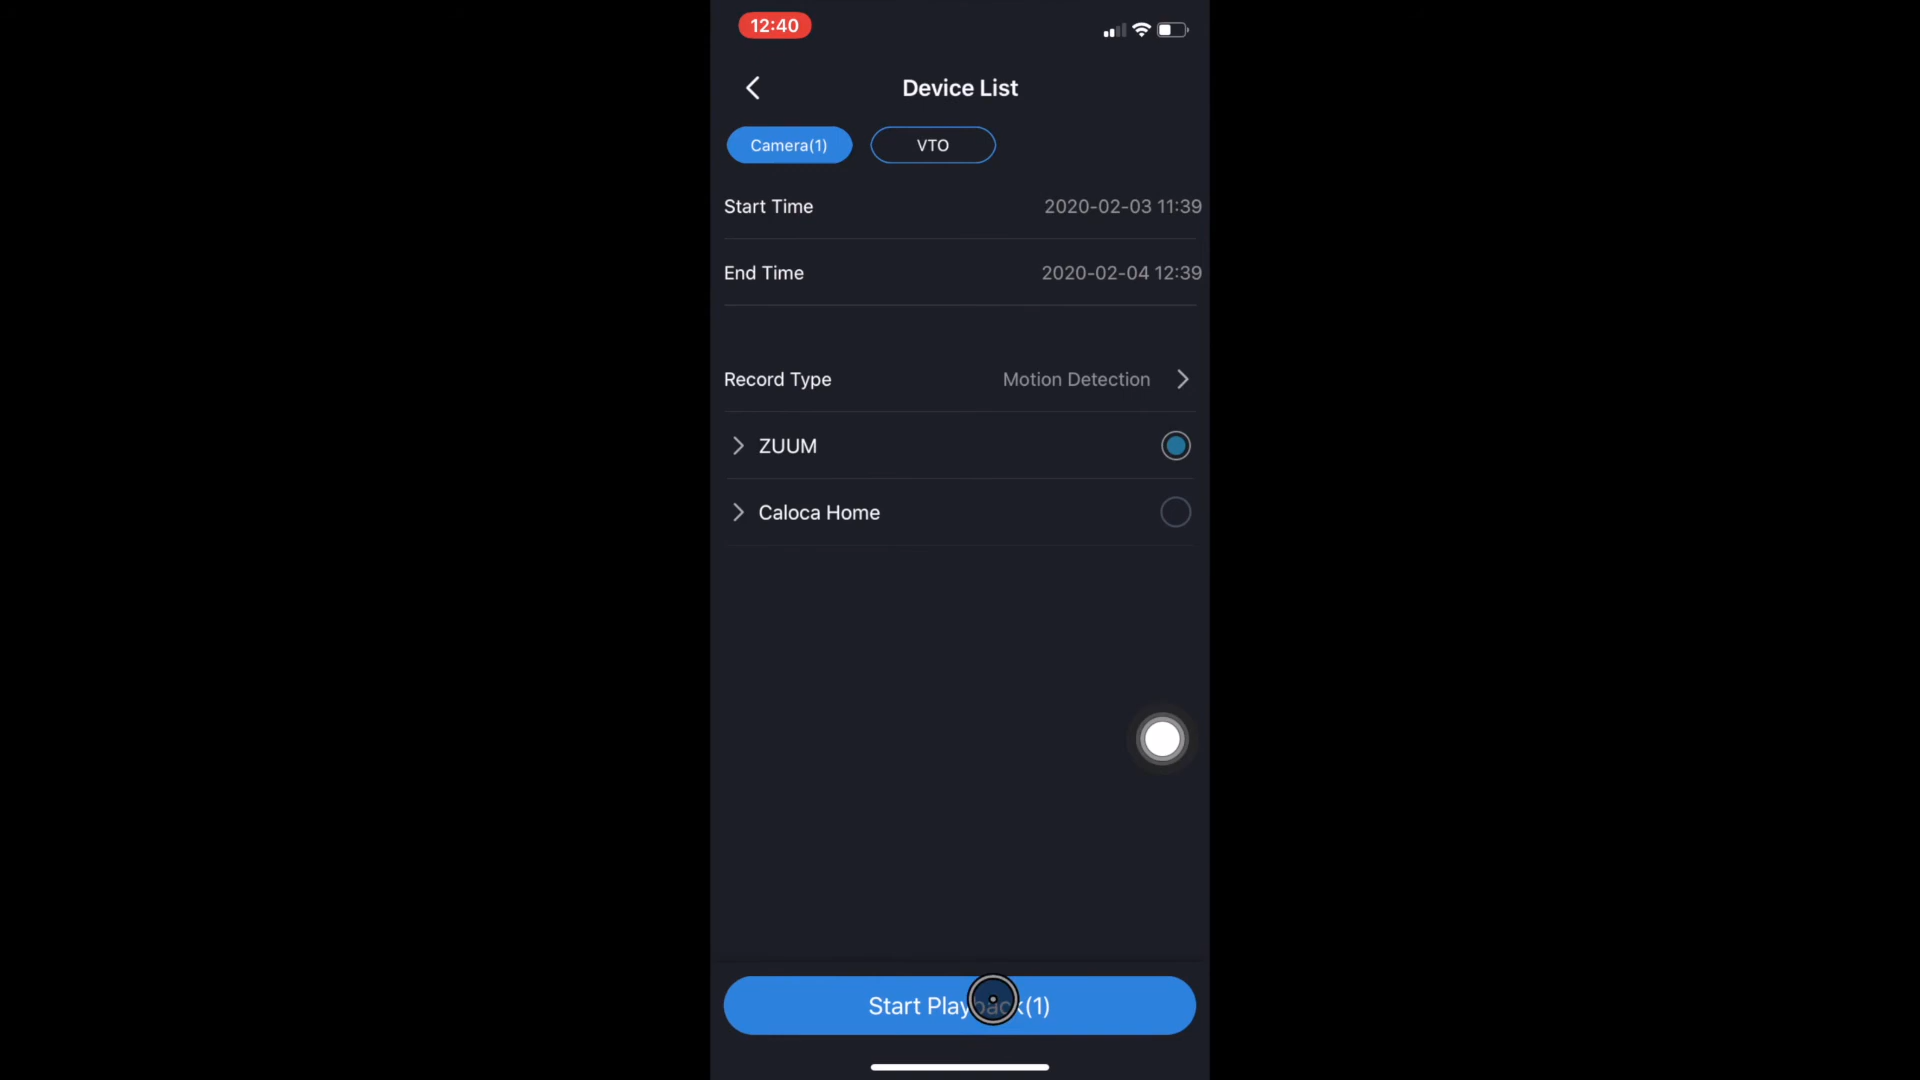 12:40
Device List
Camera(1)
VTO
Start Time
2020-02-03 11:39
End Time
2020-02-04 12:39
Record Type
Motion Detection
ZUUM
Caloca Home
Start Playback(1)